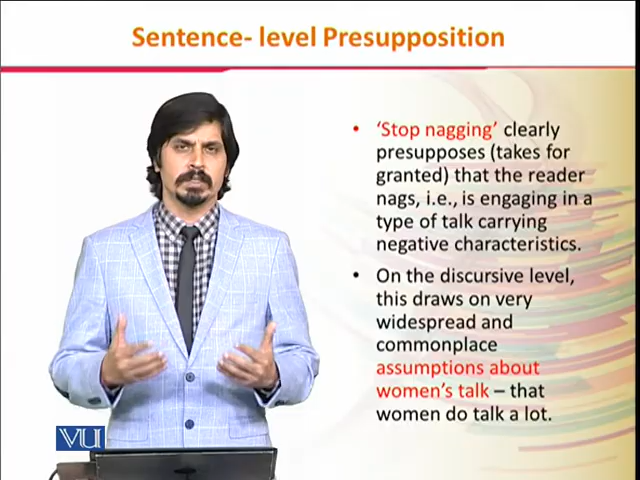 Sentence- level Presupposition
• ‘Stop nagging’ clearly
presupposes (takes for
granted) that the reader
nags, i.e., is engaging in a
type of talk carrying
negative characteristics.
• On the discursive level,
this draws on very
widespread and
commonplace
assumptions about
women’s talk – that
women do talk a lot.
VU